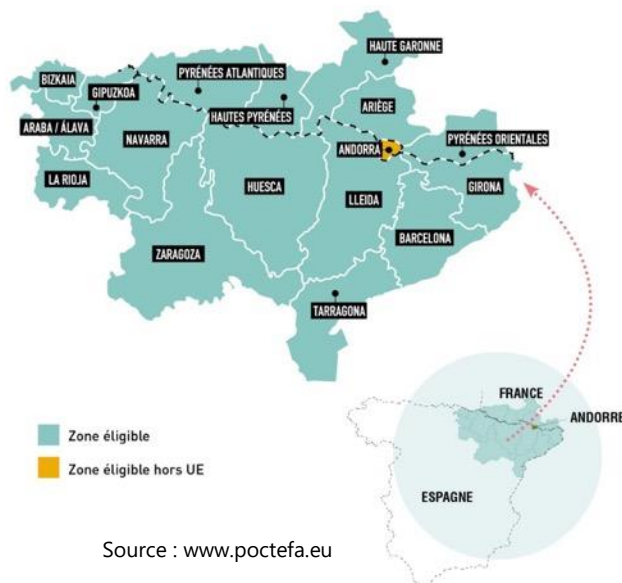 HAUTE GARONNE
BIZKAIA
PYRÉNÉES ATLANTIQUES
GIPUZKOA
ARIÈGE
HAUTES PYRÉNÉES
ARABA / ÁLAVA
NAVARRA
ANDORRA
PYRÉNÉES ORIENTALES
LA RIOJA
HUESCA
LLEIDA
GIRONA
BARCELONA
ZARAGOZA
TARRAGONA
FRANCE
ANDORRE
Zone éligible
Zone éligible hors UE
ESPAGNE
Source : www.poctefa.eu